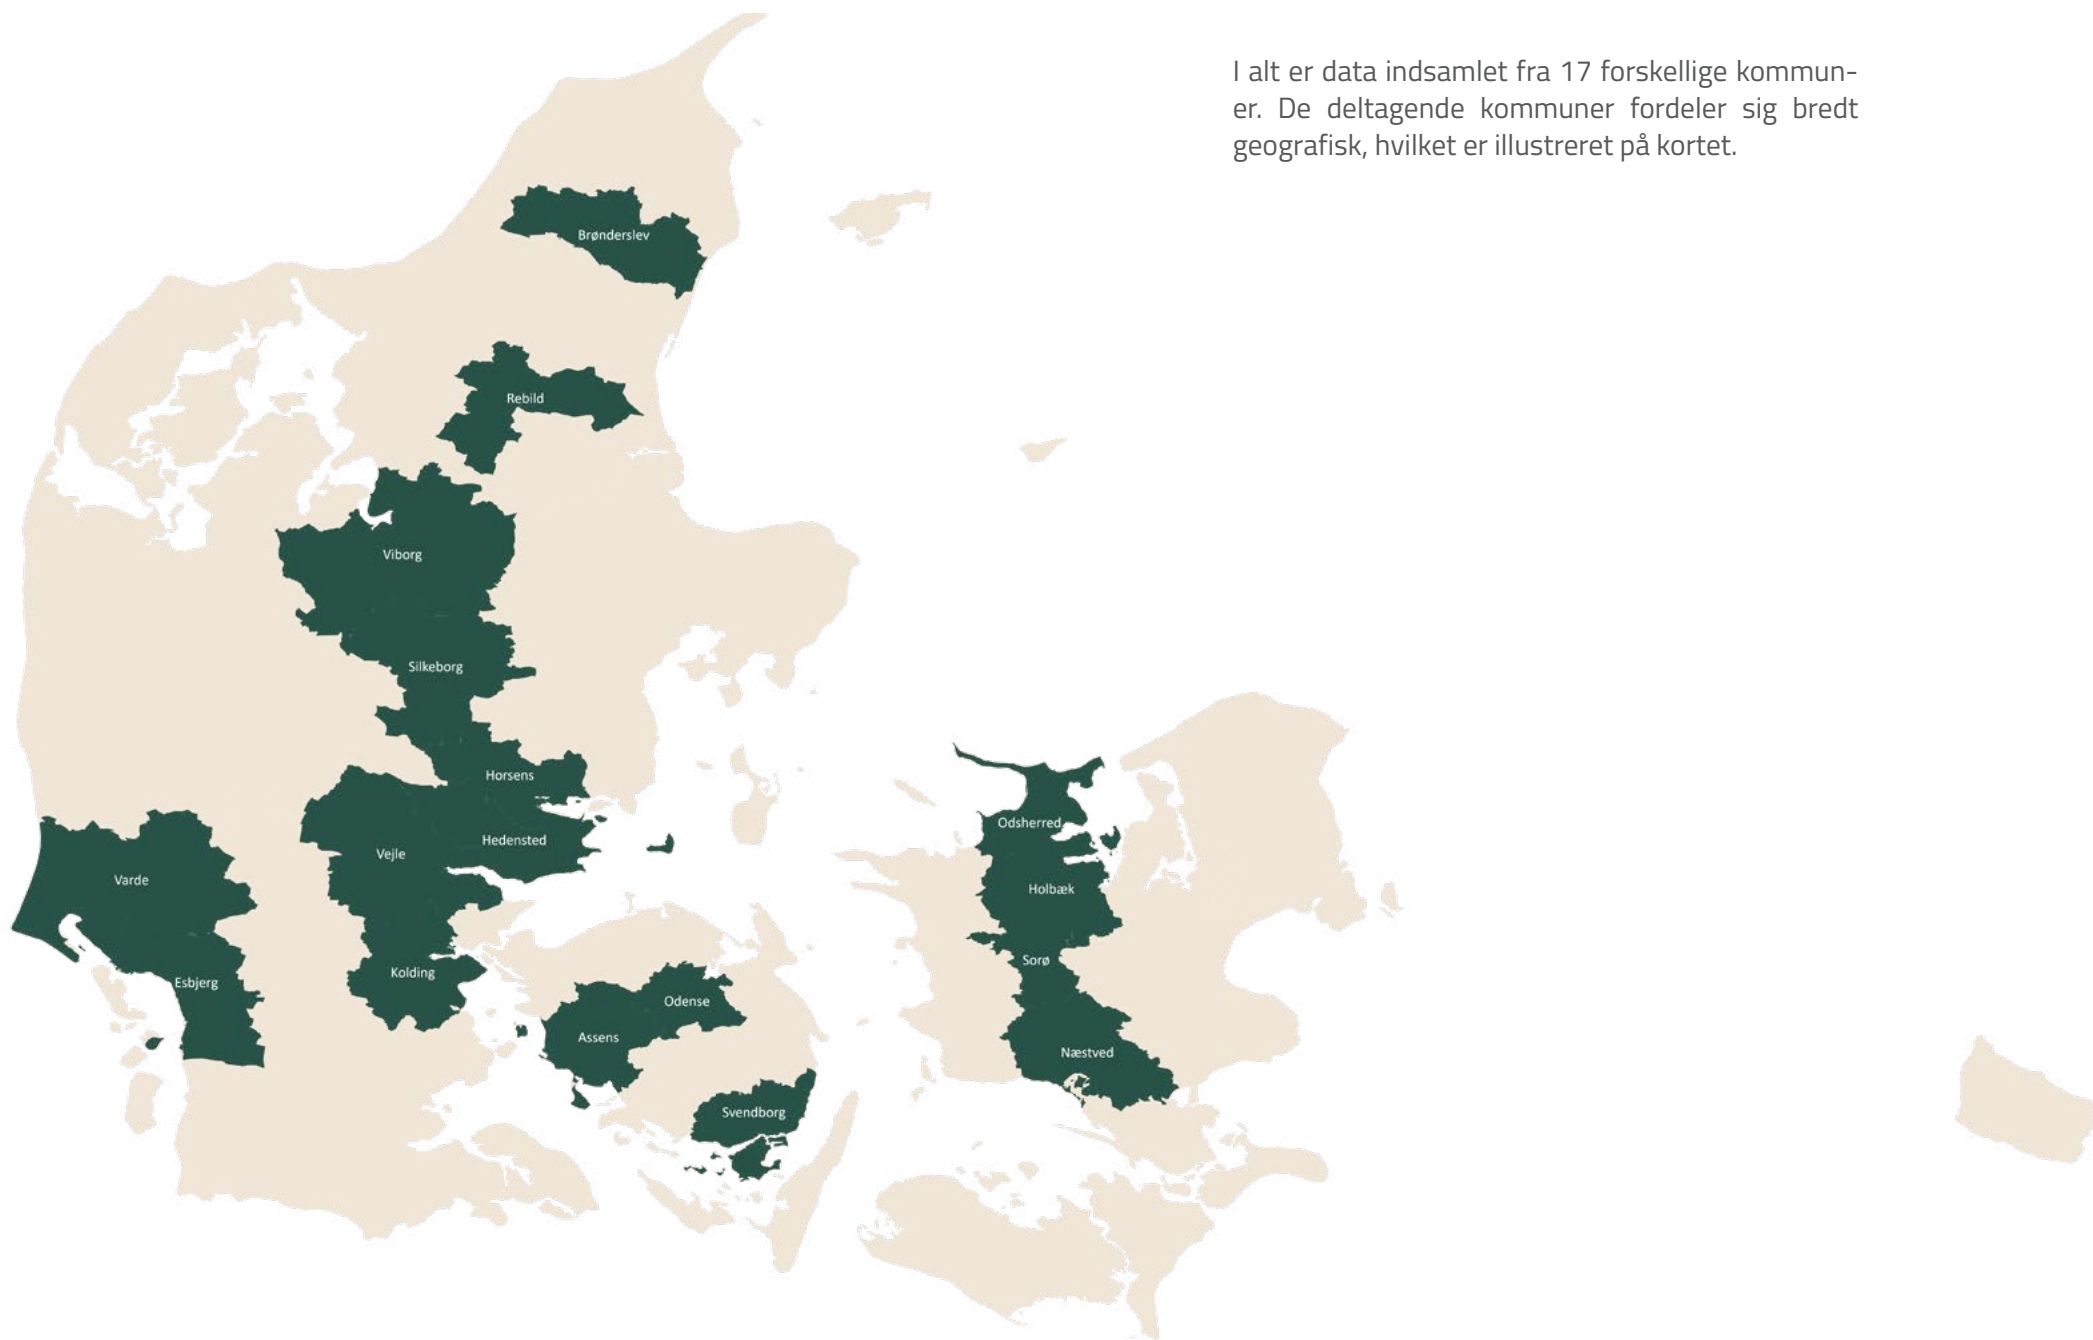 I alt er data indsamlet fra 17 forskellige kommun-
er. De deltagende kommuner fordeler sig bredt
geografisk, hvilket er illustreret på kortet.
Brønderslev
Rebild
Viborg
Silkeborg
Horsens
Hedensted
Vejle
Varde
Esbjerg
Kolding
Odense
Assens
Svendborg
Odsherred
Holbæk
Sorø
Næstved